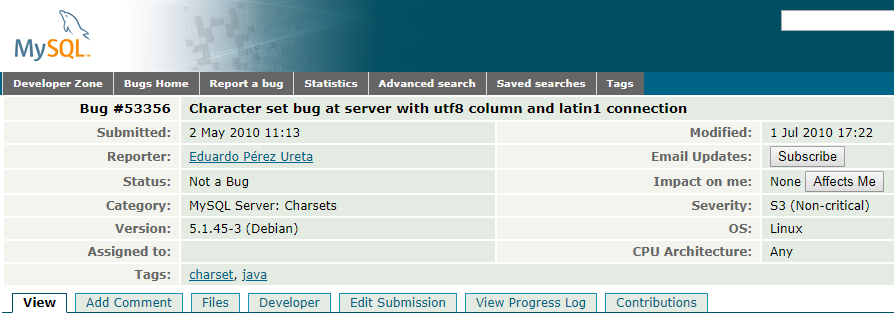 MySQL™
Developer Zone Bugs Home Report a bug Statistics Advanced search Saved searches Tags
Bug #53356 Character set bug at server with utf8 column and latin1 connection
Submitted: 2 May 2010 11:13 Modified: 1 Jul 2010 17:22
Reporter: Eduardo Pérez Ureta Email Updates: Subscribe
Status: Not a Bug Impact on me: None Affects Me
Category: MySQL Server: Charsets Severity: S3 (Non-critical)
Version: 5.1.45-3 (Debian) OS: Linux
Assigned to: CPU Architecture: Any
Tags: charset, java
View Add Comment Files Developer Edit Submission View Progress Log Contributions